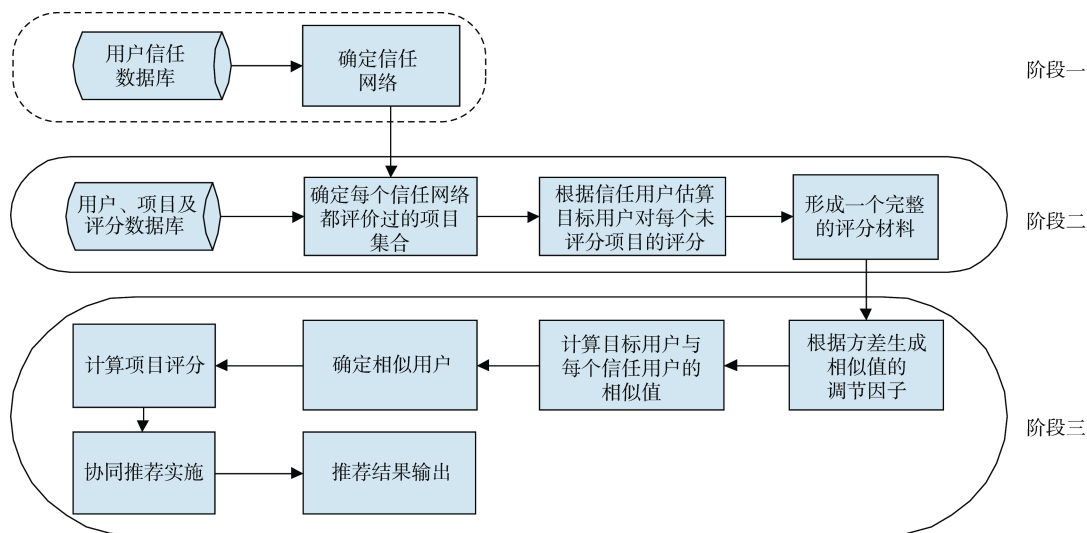 用户信任
数据库
确定信任
网络
阶段一
用户、项目及
评分数据库
确定每个信任网络
都评价过的项目
集合
根据信任用户估算
目标用户对每个未
评分项目的评分
形成一个完整
的评分材料
阶段二
根据方差生成
相似值的
调节因子
计算目标用户与
每个信任用户的
相似值
确定相似用户
计算项目评分
阶段三
协同推荐实施
推荐结果输出